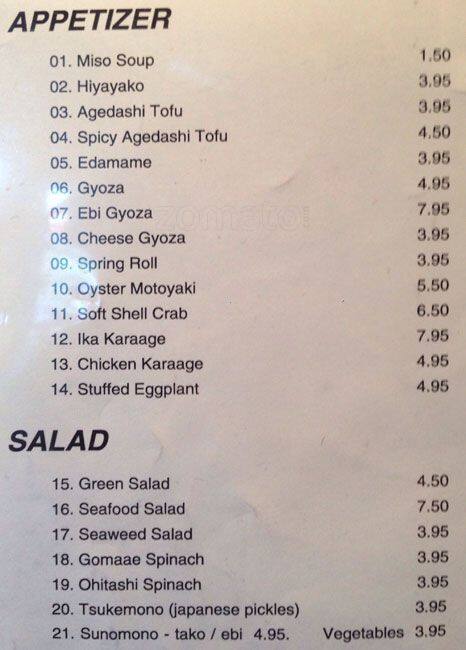 APPETIZER
01. Miso Soup 1.50
02. Hiyayako 3.95
03. Agedashi Tofu 3.95
04. Spicy Agedashi Tofu 4.50
05. Edamame 3.95
06. Gyoza 4.95
07. Ebi Gyoza 7.95
zomato
08. Cheese Gyoza 3.95
09. Spring Roll 3.95
10. Oyster Motoyaki 5.50
11. Soft Shell Crab 6.50
12. Ika Karaage 7.95
13. Chicken Karaage 4.95
14. Stuffed Eggplant 4.95
SALAD
15. Green Salad 4.50
16. Seafood Salad 7.50
17. Seaweed Salad 3.95
18. Gomaae Spinach 3.95
19. Ohitashi Spinach 3.95
20. Tsukemono (japanese pickles) 3.95
21. Sunomono - tako / ebi 4.95. Vegetables 3.95